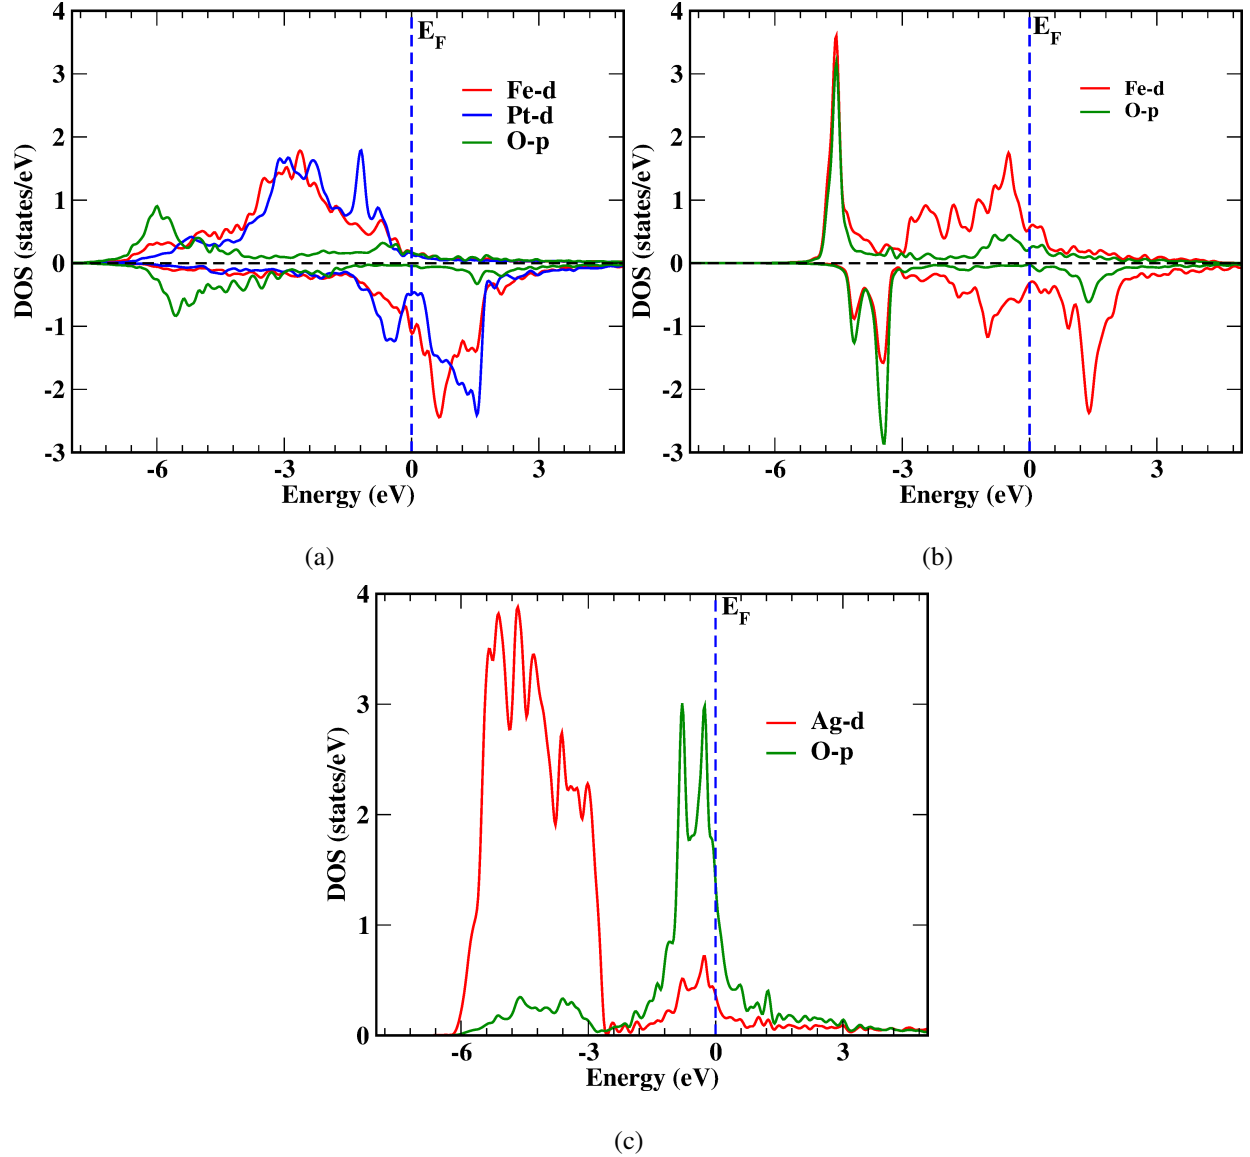 4
3
2
1
0
-1
-2
-3
DOS (states/eV)
E_F
Fe-d
Pt-d
O-p
-6 -3 0 3
Energy (eV)
(a)
4
3
2
1
0
-1
-2
-3
DOS (states/eV)
E_F
Fe-d
O-p
-6 -3 0 3
Energy (eV)
(b)
4
3
2
1
0
DOS (states/eV)
E_F
Ag-d
O-p
-6 -3 0 3
Energy (eV)
(c)